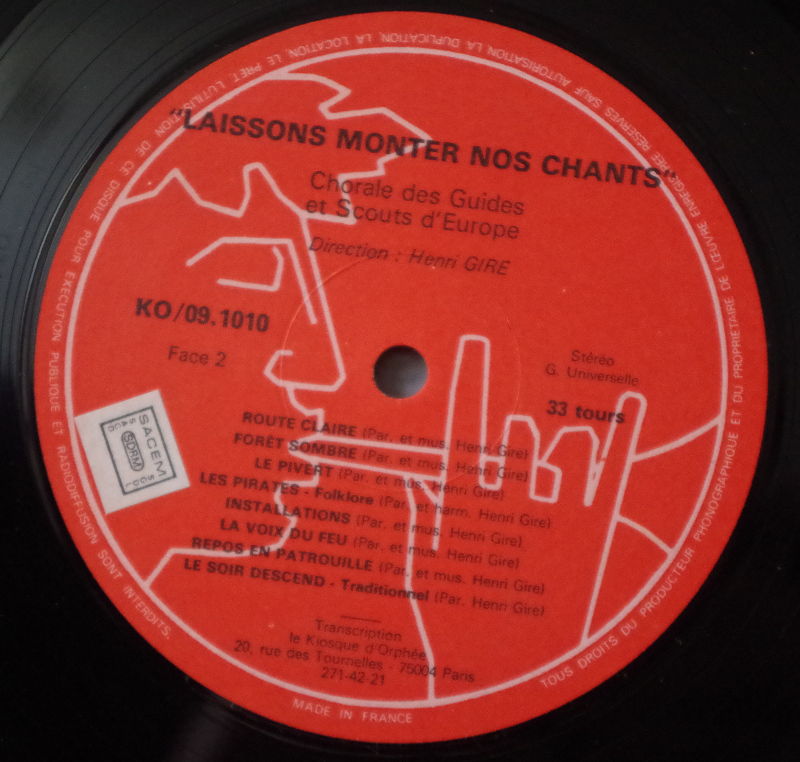 "LAISSONS MONTER NOS CHANTS"
Chorale des Guides
et Scouts d'Europe
Direction : Henri GIRE
KO/09.1010
Face 2
Stéréo
G. Universelle
33 tours
SACEM
SDRM
ROUTE CLAIRE (Par. et mus. Henri Gire)
FORÊT SOMBRE (Par. et mus. Henri Gire)
LE PIVERT (Par. et mus. Henri Gire)
LES PIRATES - Folklore (Par. et harm. Henri Gire)
INSTALLATIONS (Par. et mus. Henri Gire)
LA VOIX DU FEU (Par. et mus. Henri Gire)
REPOS EN PATROUILLE (Par. et mus. Henri Gire)
LE SOIR DESCEND - Traditionnel (Par. Henri Gire)
Transcription
le Kiosque d'Orphée
20, rue des Tournelles - 75004 Paris
271-42-21
MADE IN FRANCE
TOUS DROITS DU PRODUCTEUR PHONOGRAPHIQUE ET DU PROPRIETAIRE DE L'ŒUVRE ENREGISTREE RESERVES SAUF AUTORISATION LA DUPLICATION, LA LOCATION, LE PRET, L'UTILISATION DE CE DISQUE POUR EXECUTION PUBLIQUE ET RADIODIFFUSION SONT INTERDITS.